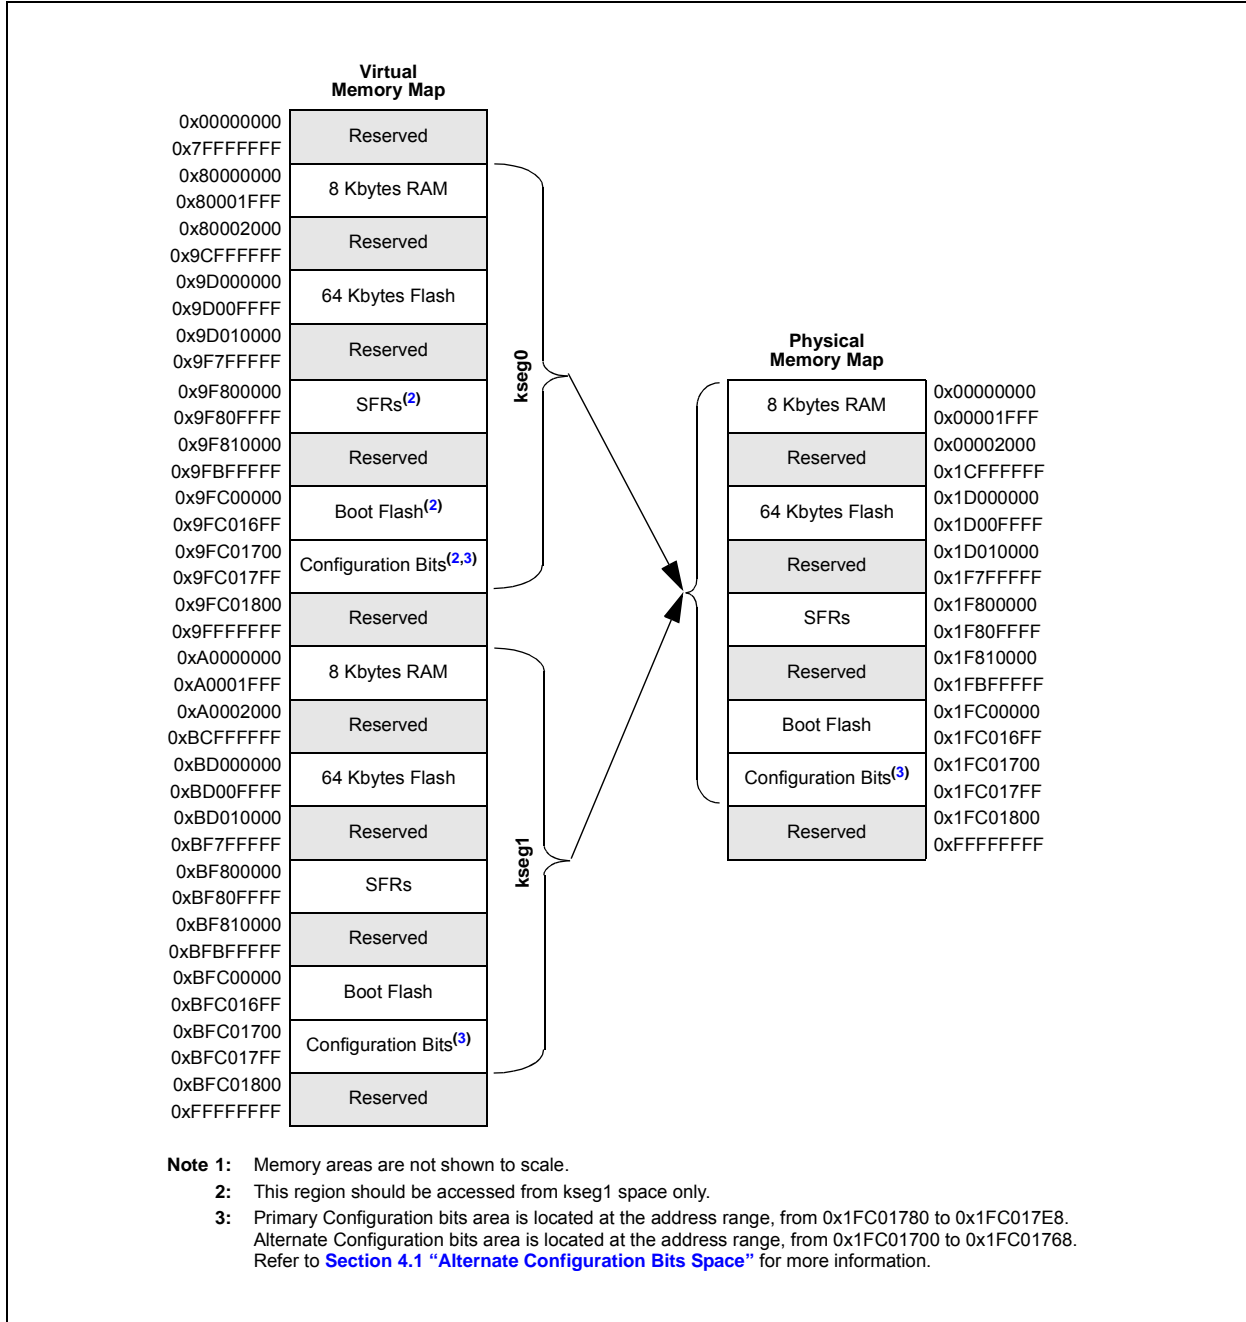 Virtual
Memory Map
0x00000000
Reserved
0x7FFFFFFF
0x80000000
8 Kbytes RAM
0x80001FFF
0x80002000
Reserved
0x9CFFFFFF
0x9D000000
64 Kbytes Flash
0x9D00FFFF
0x9D010000
Reserved
0x9F7FFFFF
0x9F800000
SFRs(2)
0x9F80FFFF
0x9F810000
Reserved
0x9FBFFFFF
0x9FC00000
Boot Flash(2)
0x9FC016FF
0x9FC01700
Configuration Bits(2,3)
0x9FC017FF
0x9FC01800
Reserved
0x9FFFFFFF
0xA0000000
8 Kbytes RAM
0xA0001FFF
0xA0002000
Reserved
0xBCFFFFFF
0xBD000000
64 Kbytes Flash
0xBD00FFFF
0xBD010000
Reserved
0xBF7FFFFF
0xBF800000
SFRs
0xBF80FFFF
0xBF810000
Reserved
0xBFBFFFFF
0xBFC00000
Boot Flash
0xBFC016FF
0xBFC01700
Configuration Bits(3)
0xBFC017FF
0xBFC01800
Reserved
0xFFFFFFFF
kseg0
kseg1
Physical
Memory Map
8 Kbytes RAM
0x00000000
0x00001FFF
Reserved
0x00002000
0x1CFFFFFF
64 Kbytes Flash
0x1D000000
0x1D00FFFF
Reserved
0x1D010000
0x1F7FFFFF
SFRs
0x1F800000
0x1F80FFFF
Reserved
0x1F810000
0x1FBFFFFF
Boot Flash
0x1FC00000
0x1FC016FF
Configuration Bits(3)
0x1FC01700
0x1FC017FF
Reserved
0x1FC01800
0xFFFFFFFF
Note 1: Memory areas are not shown to scale.
2: This region should be accessed from kseg1 space only.
3: Primary Configuration bits area is located at the address range, from 0x1FC01780 to 0x1FC017E8.
Alternate Configuration bits area is located at the address range, from 0x1FC01700 to 0x1FC01768.
Refer to Section 4.1 “Alternate Configuration Bits Space” for more information.